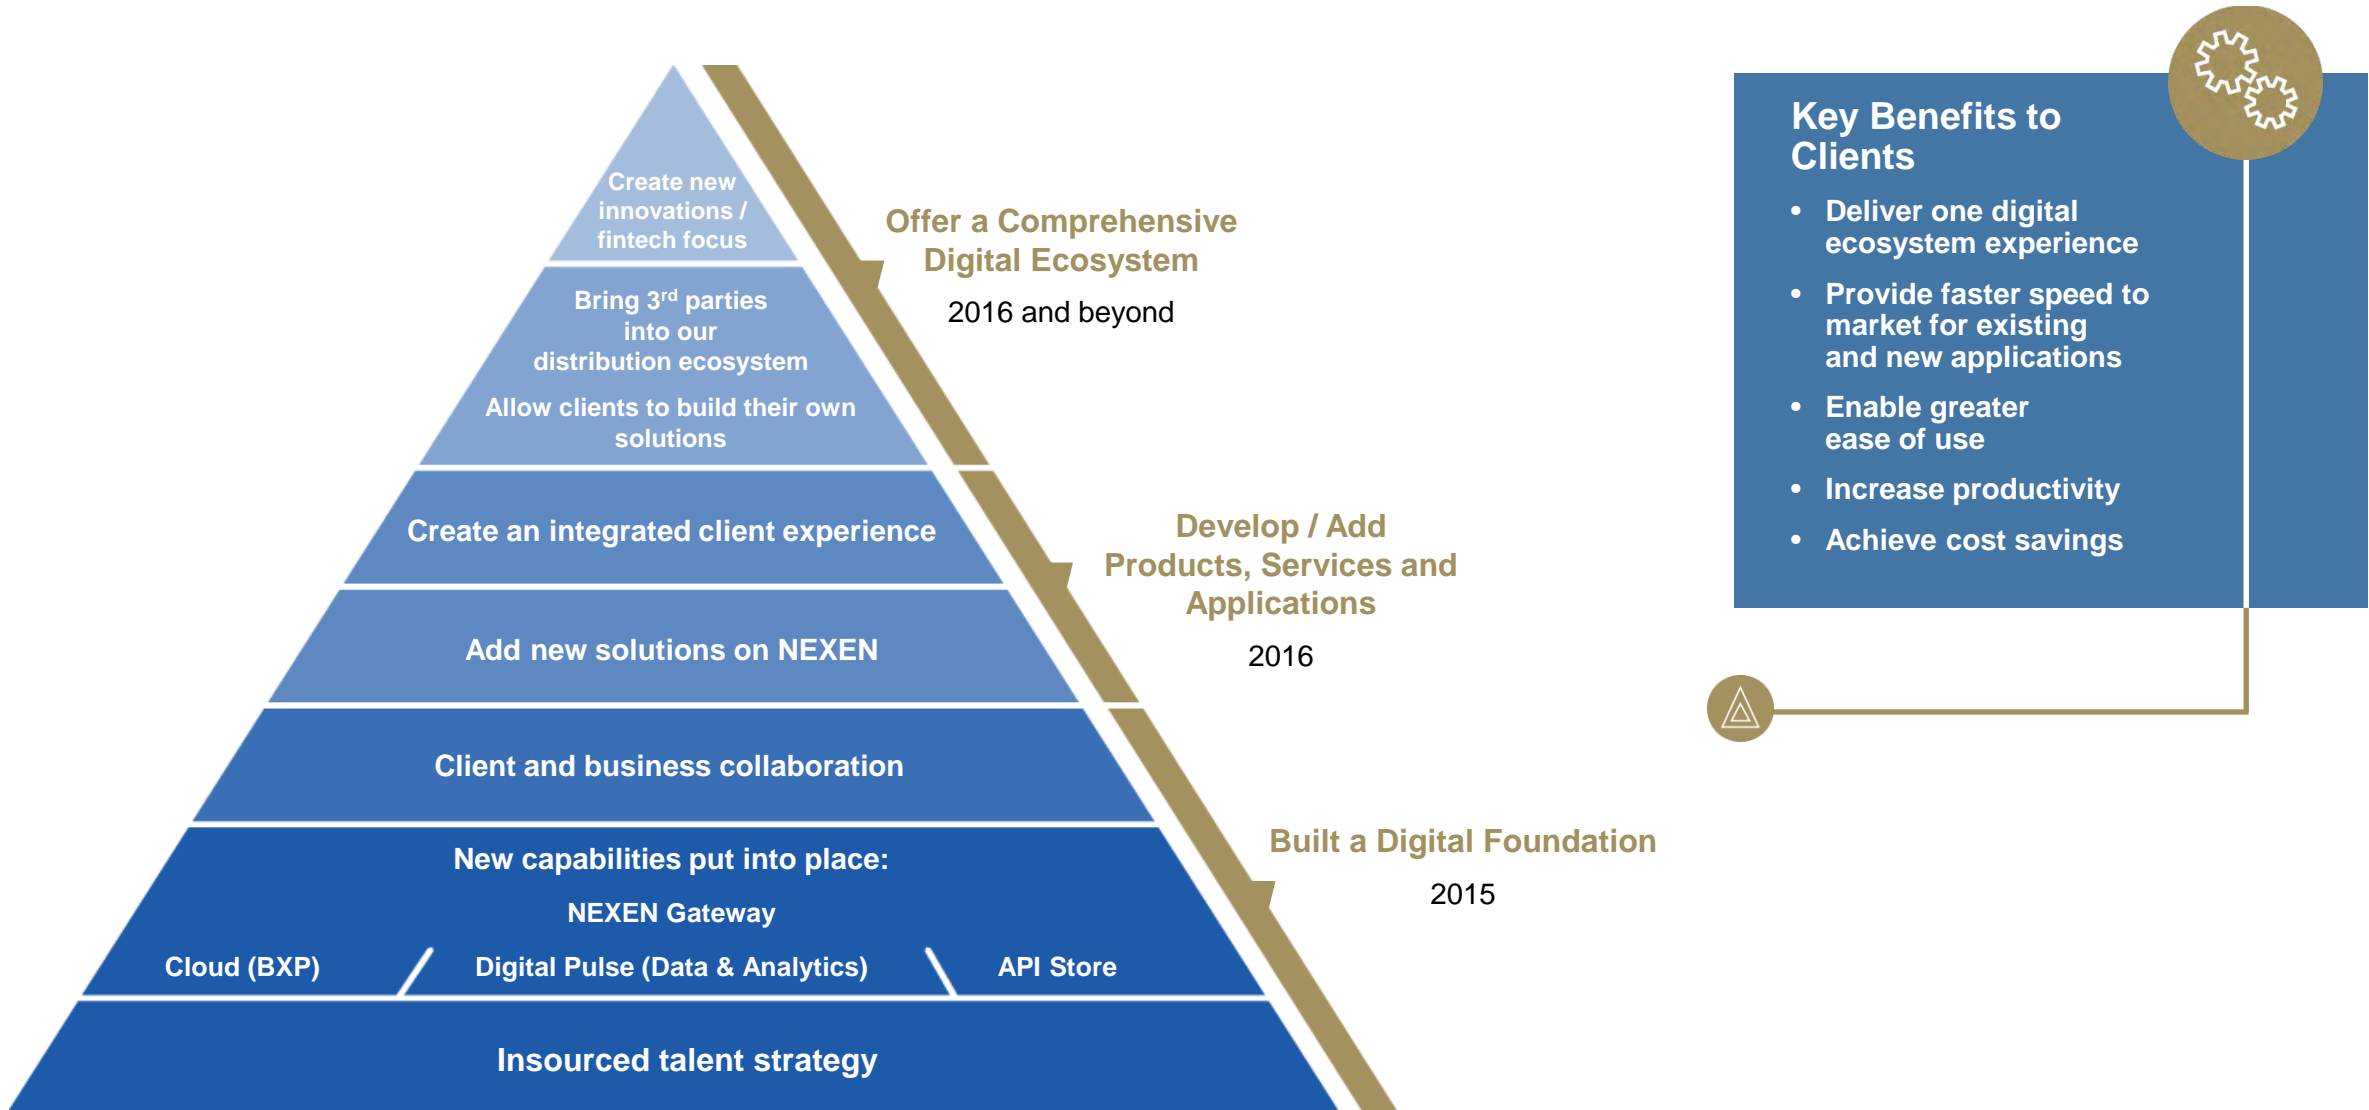 Create new
innovations /
fintech focus
Bring 3rd parties
into our
distribution ecosystem
Allow clients to build their own
solutions
Create an integrated client experience
Add new solutions on NEXEN
Client and business collaboration
New capabilities put into place:
NEXEN Gateway
Cloud (BXP)
Digital Pulse (Data & Analytics)
API Store
Insourced talent strategy
Offer a Comprehensive
Digital Ecosystem
2016 and beyond
Develop / Add
Products, Services and
Applications
2016
Built a Digital Foundation
2015
Key Benefits to
Clients
• Deliver one digital
ecosystem experience
• Provide faster speed to
market for existing
and new applications
• Enable greater
ease of use
• Increase productivity
• Achieve cost savings